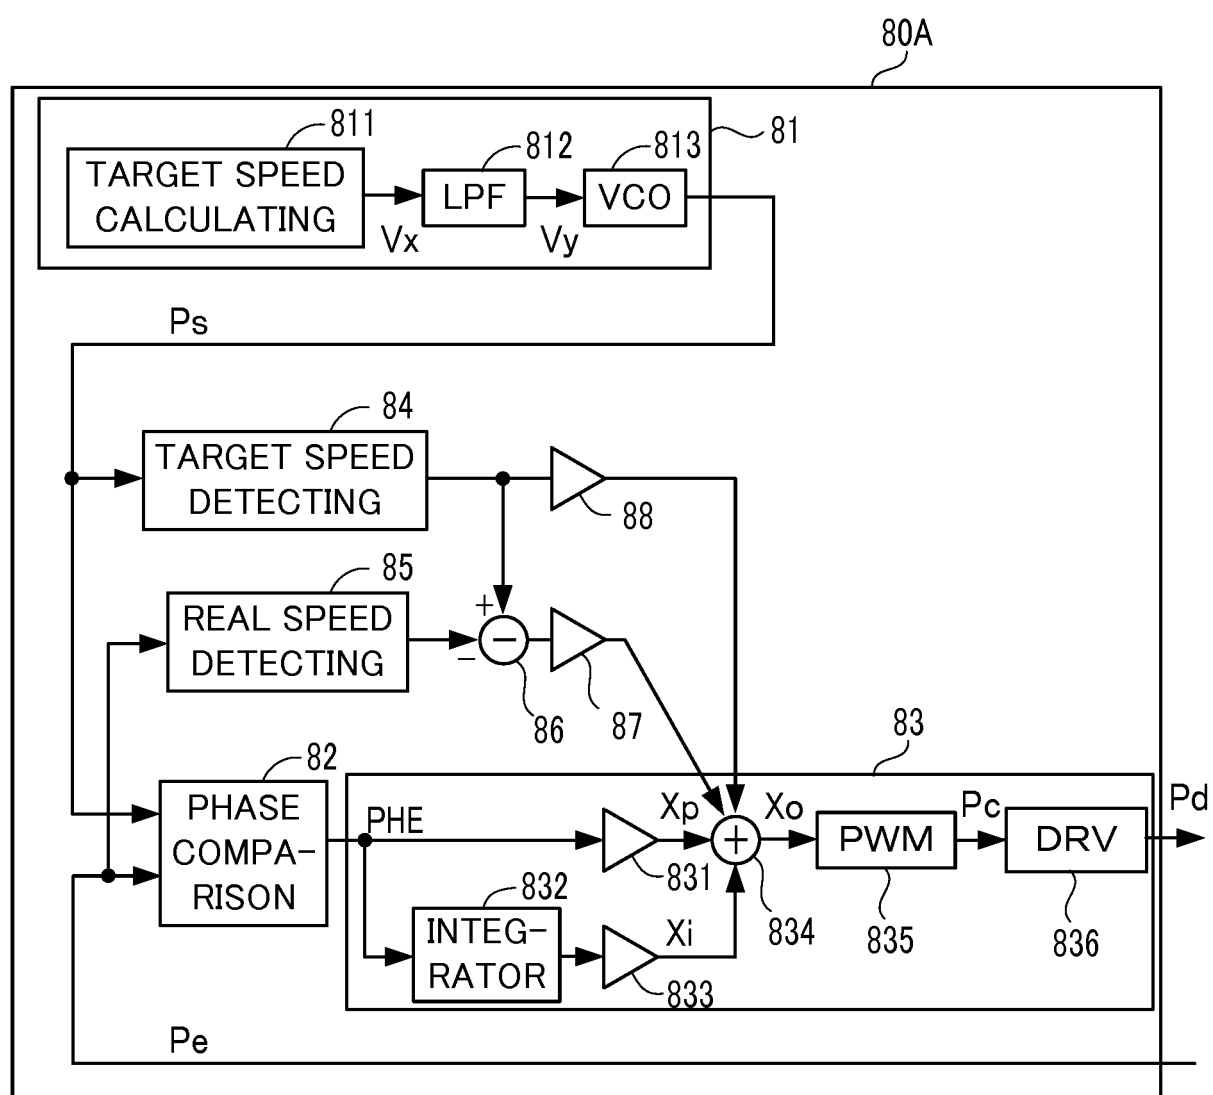 80A
811
812
813
81
TARGET SPEED
CALCULATING
LPF
VCO
Vx
Vy
Ps
84
TARGET SPEED
DETECTING
88
85
REAL SPEED
DETECTING
+
−
−
86
87
83
82
PHASE
COMPA-
RISON
PHE
Xp
Xo
Pc
Pd
+
PWM
DRV
831
832
INTEG-
RATOR
Xi
833
834
835
836
Pe